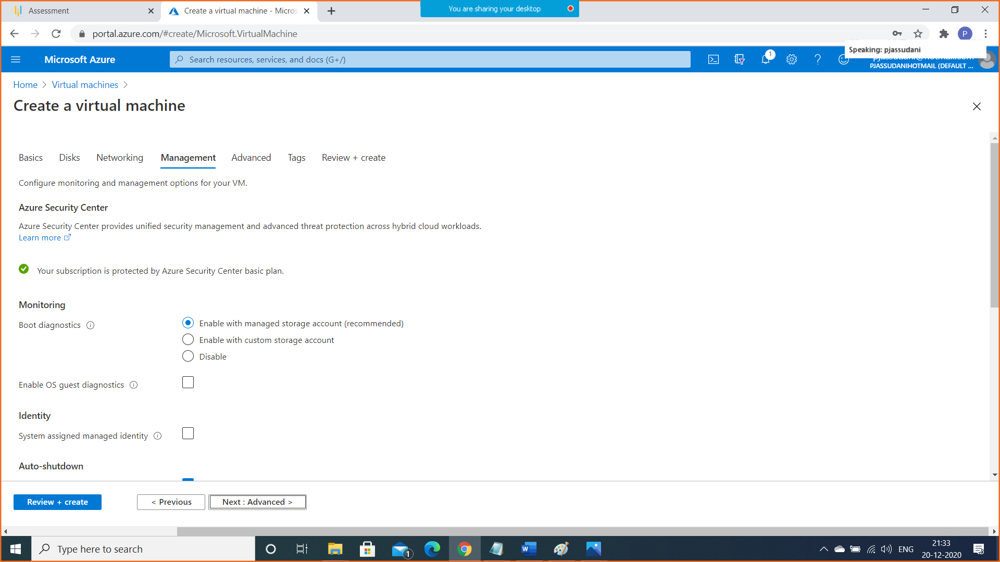 Assessment
Create a virtual machine - Micros
You are sharing your desktop
portal.azure.com/#create/Microsoft.VirtualMachine
P
Speaking: pjassudani
Microsoft Azure
Search resources, services, and docs (G+/)
1
PJASSUDANIHOTMAIL (DEFAULT ...
Home > Virtual machines >
Create a virtual machine
Basics Disks Networking Management Advanced Tags Review + create
Configure monitoring and management options for your VM.
Azure Security Center
Azure Security Center provides unified security management and advanced threat protection across hybrid cloud workloads.
Learn more
Your subscription is protected by Azure Security Center basic plan.
Monitoring
Boot diagnostics
Enable with managed storage account (recommended)
Enable with custom storage account
Disable
Enable OS guest diagnostics
Identity
System assigned managed identity
Auto-shutdown
Review + create
< Previous
Next : Advanced >
Type here to search
1
ENG
21:33
20-12-2020